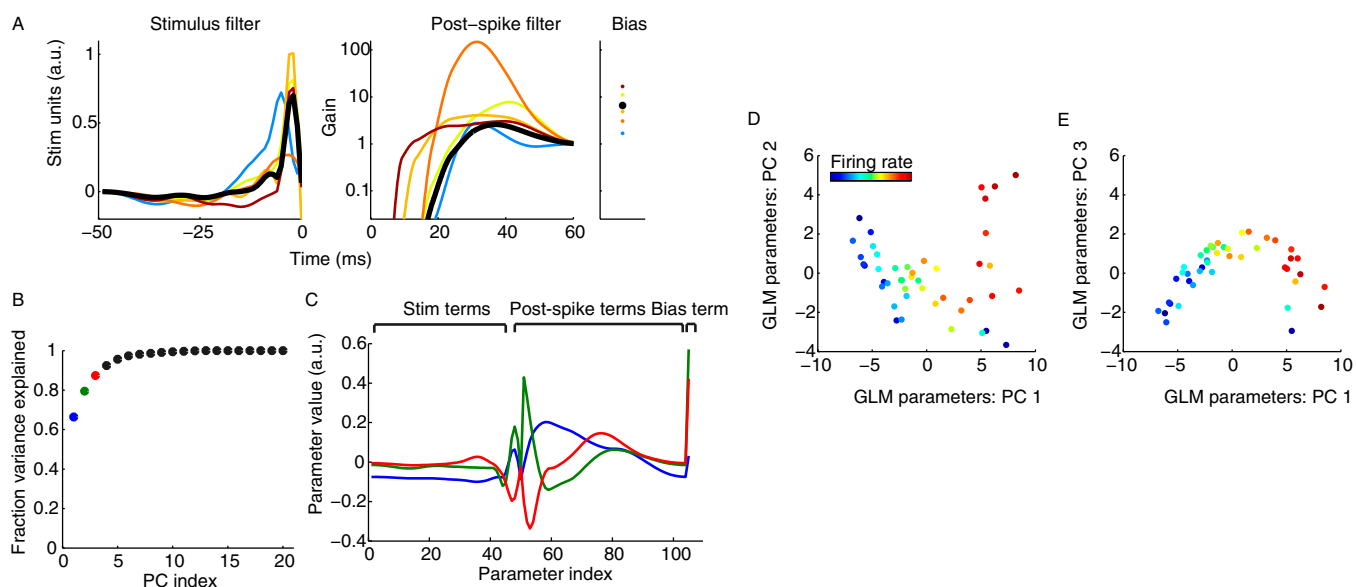 A
Stimulus filter
Post−spike filter
Bias
Stim units (a.u.)
1
0.5
0
−50
−25
0
Gain
100
10
1
0.1
0
20
40
60
Time (ms)
B
Fraction variance explained
1
0.8
0.6
0.4
0.2
0
0
5
10
15
20
PC index
C
Stim terms
Post-spike terms
Bias term
Parameter value (a.u.)
0.6
0.4
0.2
0
−0.2
−0.4
0
20
40
60
80
100
Parameter index
D
GLM parameters: PC 2
Firing rate
6
4
2
0
−2
−4
−10
−5
0
5
10
GLM parameters: PC 1
E
GLM parameters: PC 3
6
4
2
0
−2
−4
−10
−5
0
5
10
GLM parameters: PC 1